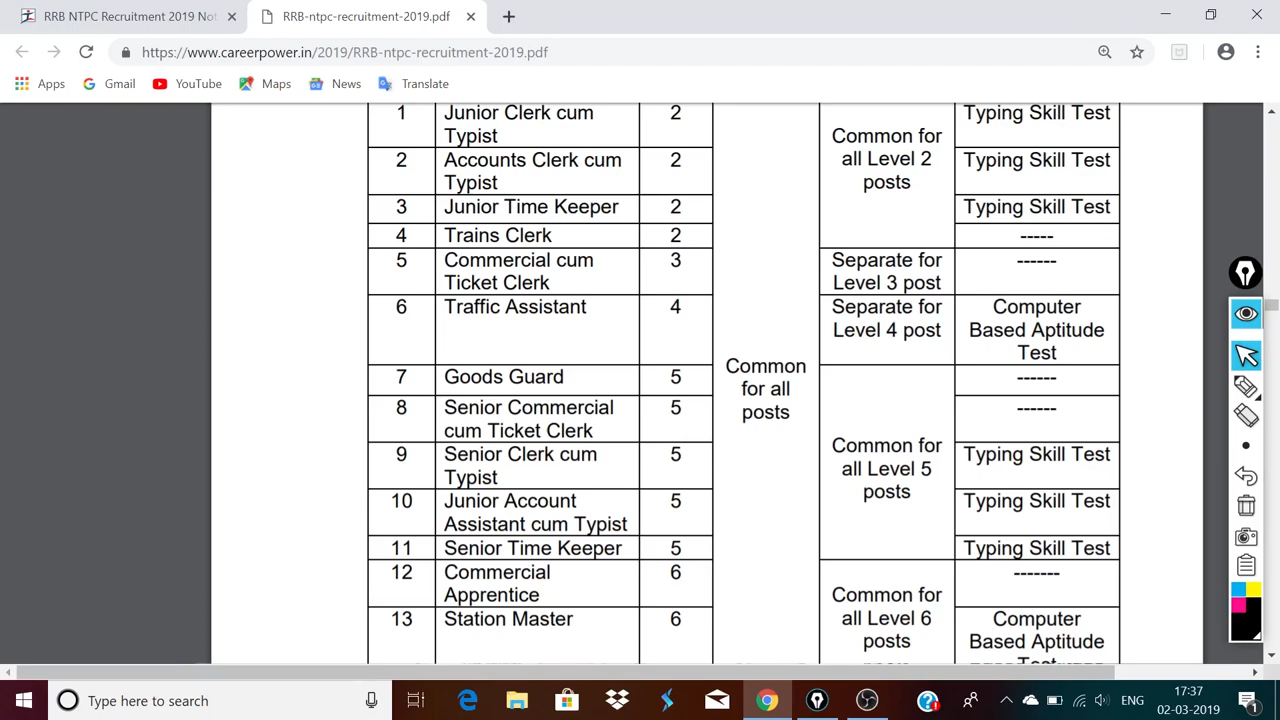 RRB NTPC Recruitment 2019 Not
RRB-ntpc-recruitment-2019.pdf
https://www.careerpower.in/2019/RRB-ntpc-recruitment-2019.pdf
Apps
Gmail
YouTube
Maps
News
Translate
1 Junior Clerk cum 2 Typing Skill Test
Typist
2 Accounts Clerk cum 2 Typing Skill Test
Typist
Common for
all Level 2
posts
3 Junior Time Keeper 2 Typing Skill Test
4 Trains Clerk 2 -----
5 Commercial cum 3 Separate for ------
Ticket Clerk Level 3 post
6 Traffic Assistant 4 Separate for Computer
Level 4 post Based Aptitude
Test
Common
for all
posts
7 Goods Guard 5 ------
8 Senior Commercial 5 ------
cum Ticket Clerk
Common for
all Level 5
posts
9 Senior Clerk cum 5 Typing Skill Test
Typist
10 Junior Account 5 Typing Skill Test
Assistant cum Typist
11 Senior Time Keeper 5 Typing Skill Test
12 Commercial 6 -------
Apprentice
Common for
all Level 6
posts
13 Station Master 6 Computer
Based Aptitude
Type here to search
ENG
17:37
02-03-2019